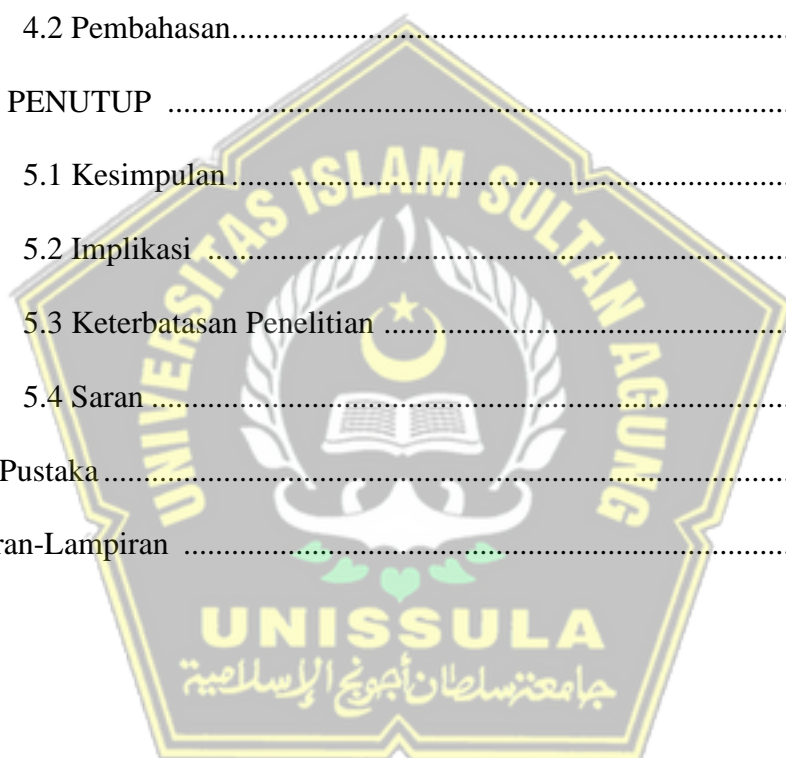 4.2 Pembahasan.......................................................................
PENUTUP .......................................................................
5.1 Kesimpulan .......................................................................
5.2 Implikasi .......................................................................
5.3 Keterbatasan Penelitian .......................................................
5.4 Saran .......................................................................
Pustaka .......................................................................
ran-Lampiran .......................................................................
UNIVERSITAS ISLAM SULTAN AGUNG
UNISSULA
جامعة سلطان أجونج الإسلامية